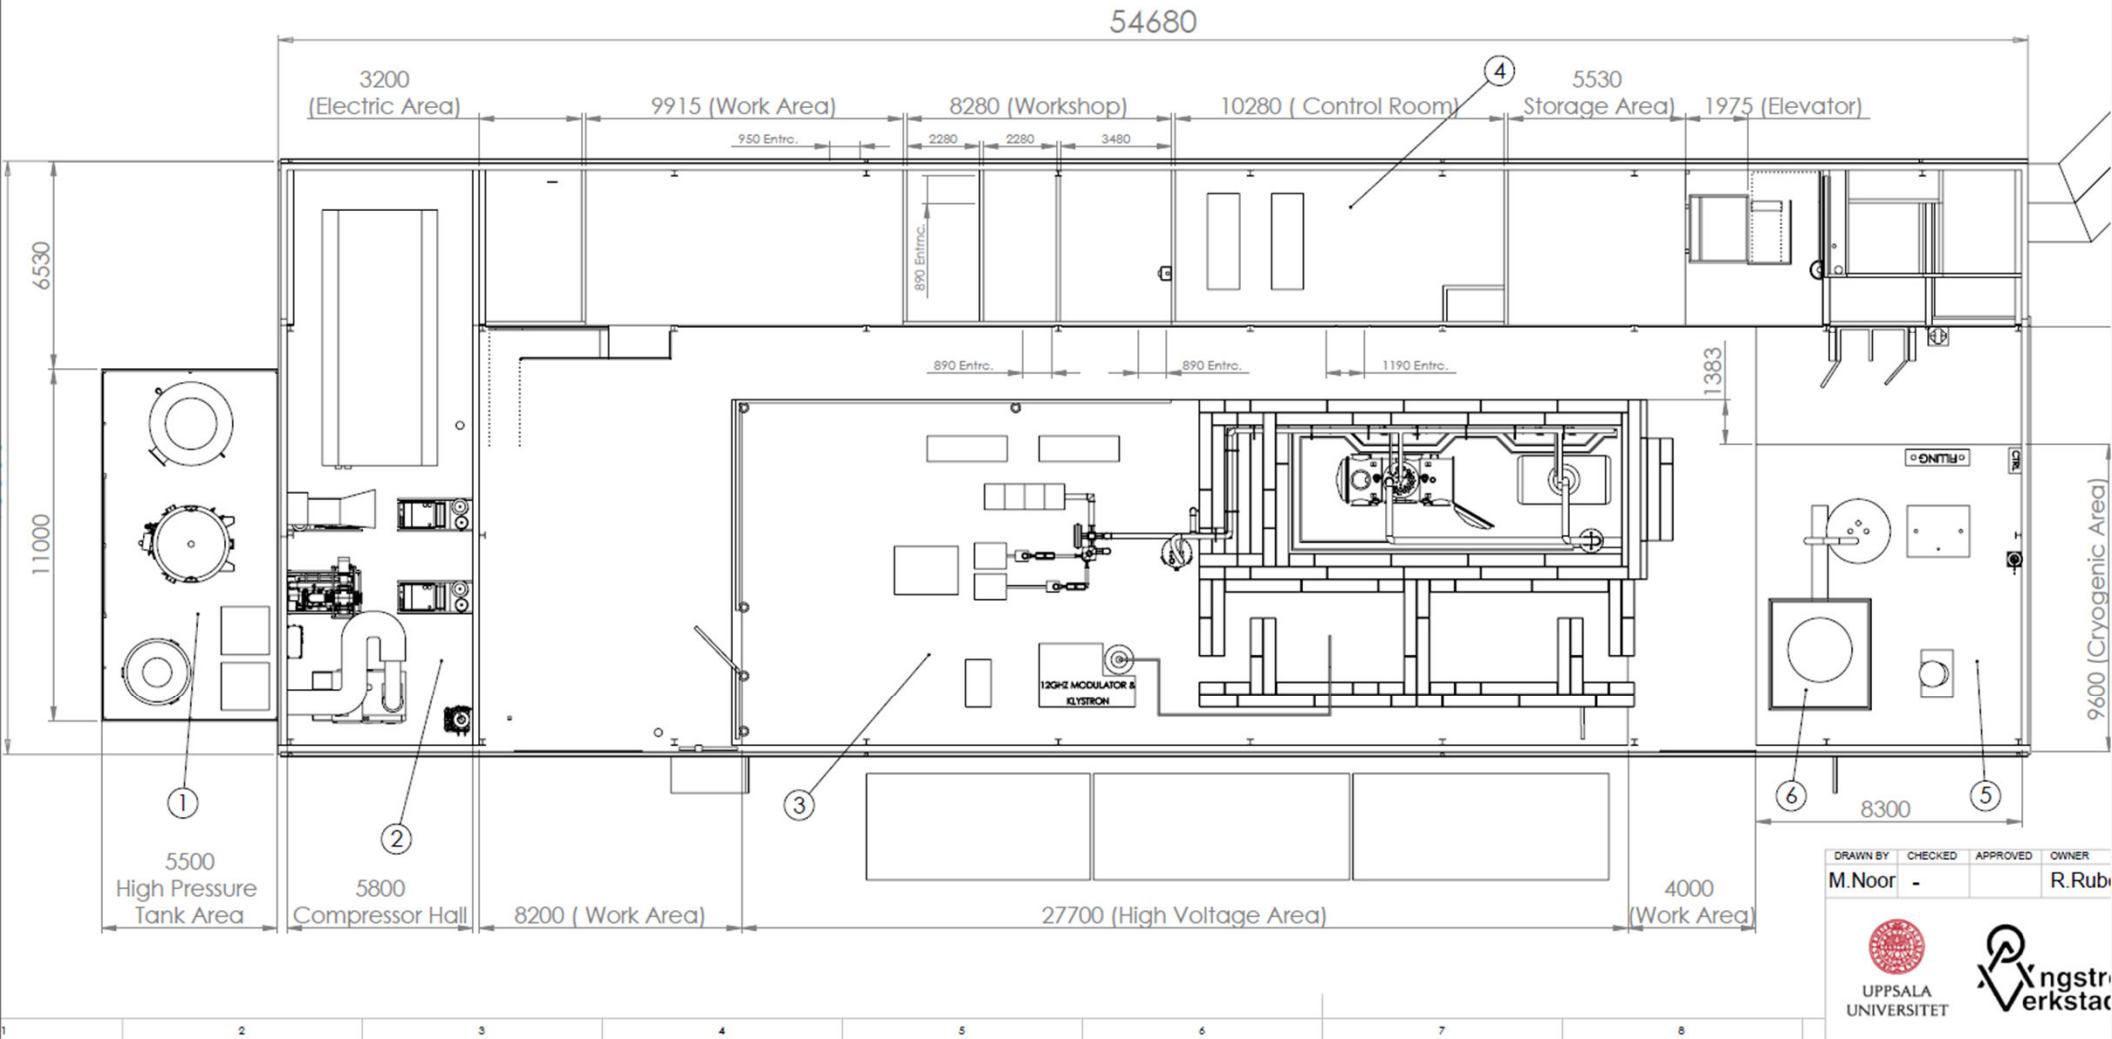 54680
3200
(Electric Area)
9915 (Work Area)
8280 (Workshop)
10280 ( Control Room)
4
5530
Storage Area)
1975 (Elevator)
950 Entrc.
2280
2280
3480
6530
890 Entrnc.
890 Entrc.
890 Entrc.
1190 Entrc.
1383
11000
FILLING
CTRL
9600 (Cryogenic Area)
12GHZ MODULATOR &
KLYSTRON
1
2
3
6
5
8300
5500
High Pressure
Tank Area
5800
Compressor Hall
8200 ( Work Area)
27700 (High Voltage Area)
4000
(Work Area)
DRAWN BY
CHECKED
APPROVED
OWNER
M.Noor
-
R.Rub
UPPSALA
UNIVERSITET
Ångstr
Verksta
1
2
3
4
5
6
7
8